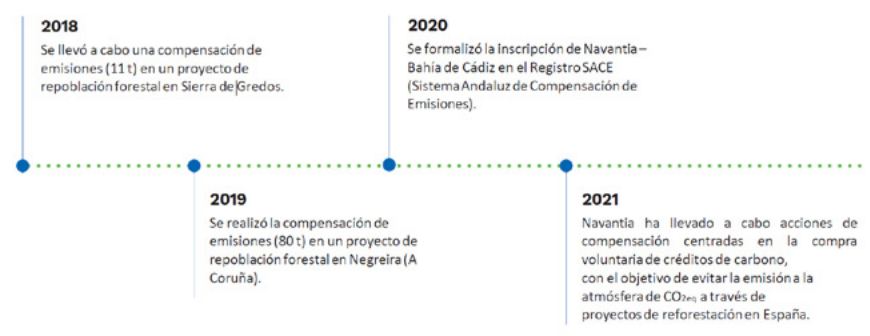 2018
Se llevó a cabo una compensación de
emisiones (11 t) en un proyecto de
repoblación forestal en Sierra de Gredos.
2019
Se realizó la compensación de
emisiones (80 t) en un proyecto de
repoblación forestal en Negreira (A
Coruña).
2020
Se formalizó la inscripción de Navantia –
Bahía de Cádiz en el Registro SACE
(Sistema Andaluz de Compensación de
Emisiones).
2021
Navantia ha llevado a cabo acciones de
compensación centradas en la compra
voluntaria de créditos de carbono,
con el objetivo de evitar la emisión a la
atmósfera de CO₂eq a través de
proyectos de reforestación en España.